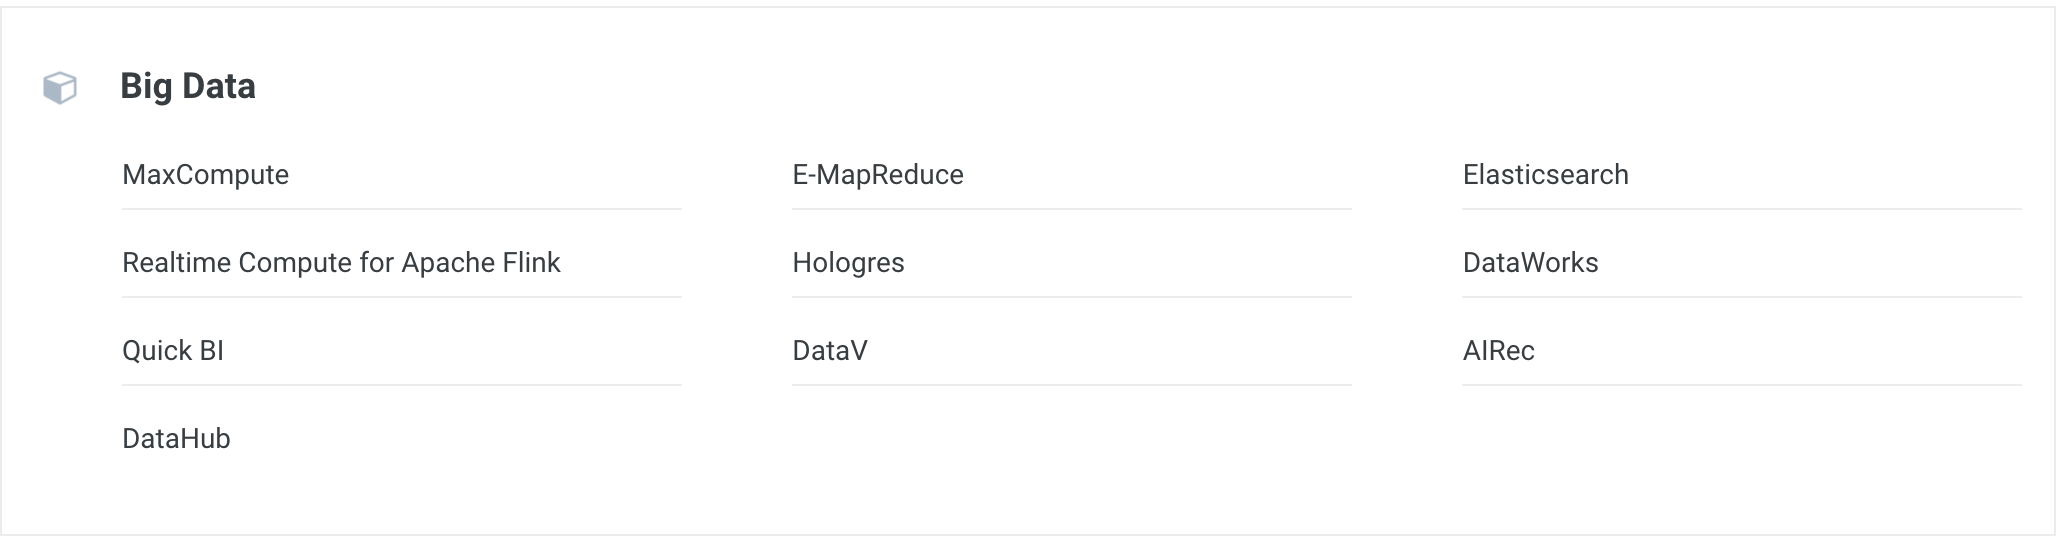 Big Data
MaxCompute
E-MapReduce
Elasticsearch
Realtime Compute for Apache Flink
Hologres
DataWorks
Quick BI
DataV
AIRec
DataHub